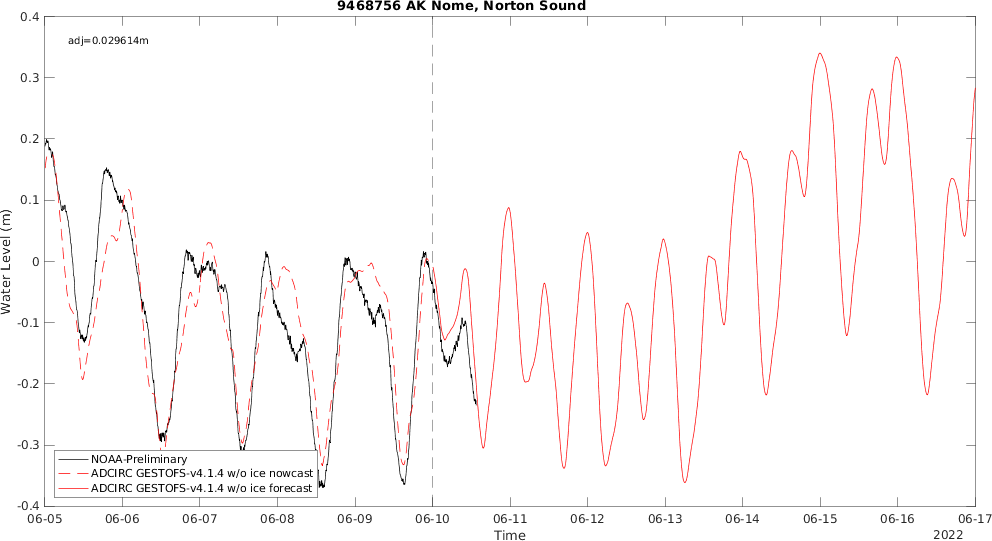 9468756 AK Nome, Norton Sound
adj=0.029614m
0.4
0.3
0.2
0.1
0
-0.1
-0.2
-0.3
-0.4
Water Level (m)
NOAA-Preliminary
ADCIRC GESTOFS-v4.1.4 w/o ice nowcast
ADCIRC GESTOFS-v4.1.4 w/o ice forecast
06-05 06-06 06-07 06-08 06-09 06-10 06-11 06-12 06-13 06-14 06-15 06-16 06-17
Time
2022